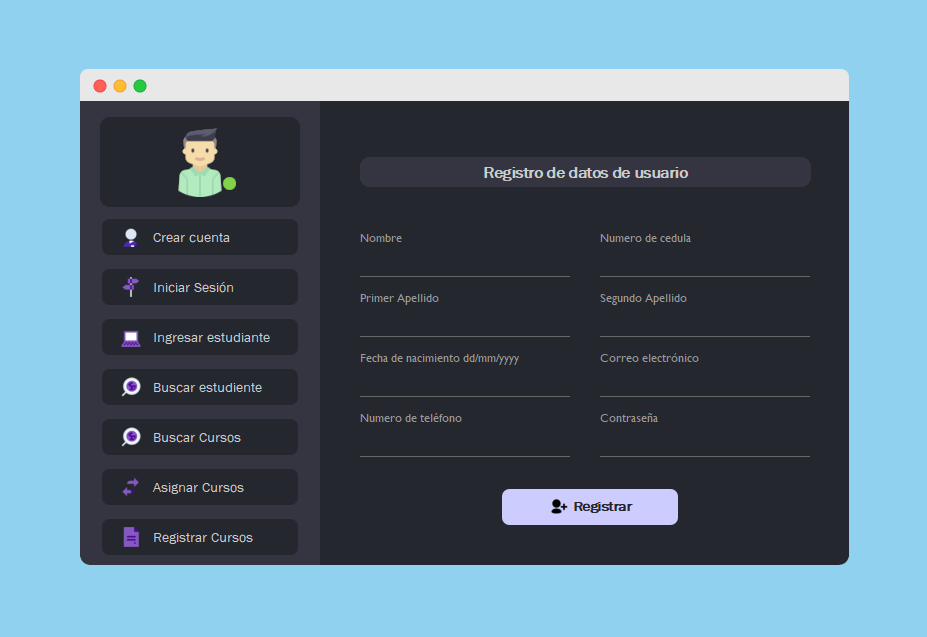 Crear cuenta
Iniciar Sesión
Ingresar estudiante
Buscar estudiente
Buscar Cursos
Asignar Cursos
Registrar Cursos
Registro de datos de usuario
Nombre
Numero de cedula
Primer Apellido
Segundo Apellido
Fecha de nacimiento dd/mm/yyyy
Correo electrónico
Numero de teléfono
Contraseña
Registrar